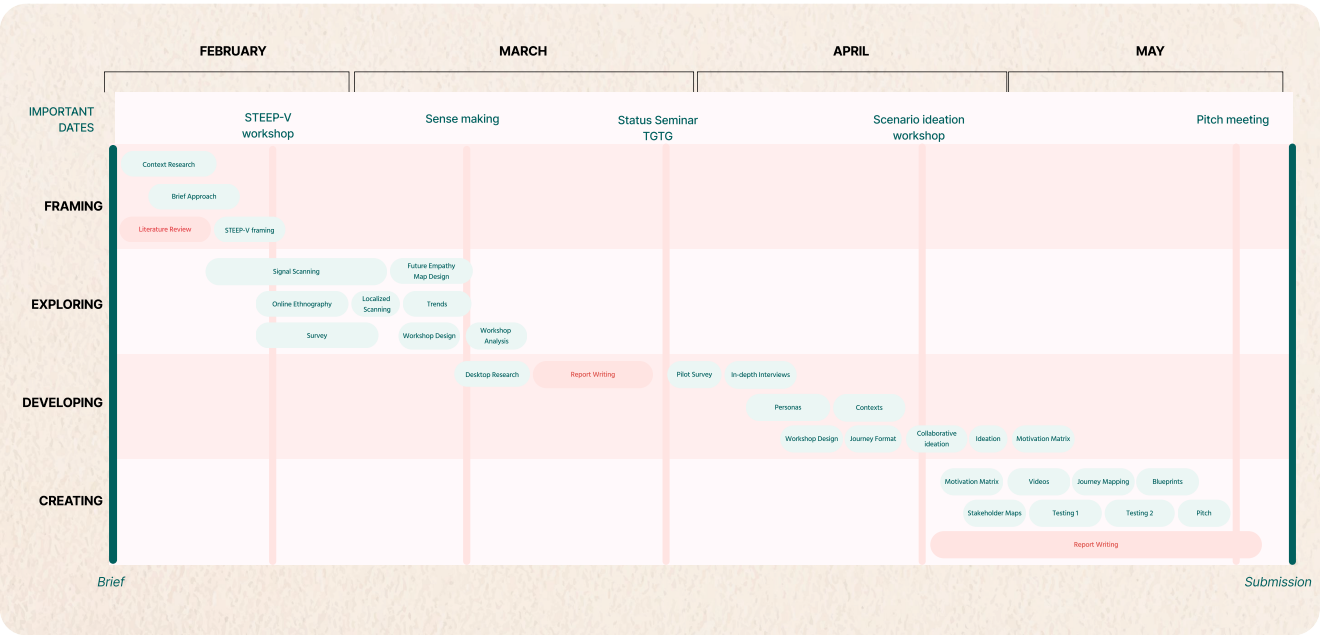 FEBRUARY
MARCH
APRIL
MAY
IMPORTANT
DATES
STEEP-V
workshop
Sense making
Status Seminar
TGTG
Scenario ideation
workshop
Pitch meeting
FRAMING
Context Research
Brief Approach
Literature Review
STEEP-V framing
EXPLORING
Signal Scanning
Future Empathy
Map Design
Online Ethnography
Localized
Scanning
Trends
Survey
Workshop Design
Workshop
Analysis
DEVELOPING
Desktop Research
Report Writing
Pilot Survey
In-depth Interviews
Personas
Contexts
Workshop Design
Journey Format
Collaborative
ideation
Ideation
Motivation Matrix
CREATING
Motivation Matrix
Videos
Journey Mapping
Blueprints
Stakeholder Maps
Testing 1
Testing 2
Pitch
Report Writing
Brief
Submission